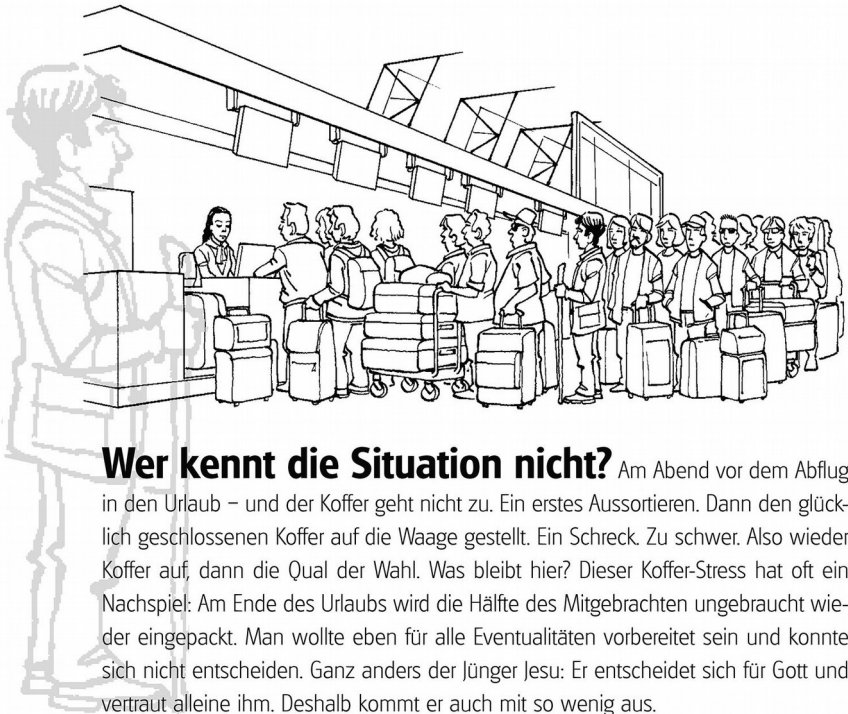 Wer kennt die Situation nicht? Am Abend vor dem Abflug
in den Urlaub – und der Koffer geht nicht zu. Ein erstes Aussortieren. Dann den glück-
lich geschlossenen Koffer auf die Waage gestellt. Ein Schreck. Zu schwer. Also wieder
Koffer auf, dann die Qual der Wahl. Was bleibt hier? Dieser Koffer-Stress hat oft ein
Nachspiel: Am Ende des Urlaubs wird die Hälfte des Mitgebrachten ungebraucht wie-
der eingepackt. Man wollte eben für alle Eventualitäten vorbereitet sein und konnte
sich nicht entscheiden. Ganz anders der Jünger Jesu: Er entscheidet sich für Gott und
vertraut alleine ihm. Deshalb kommt er auch mit so wenig aus.